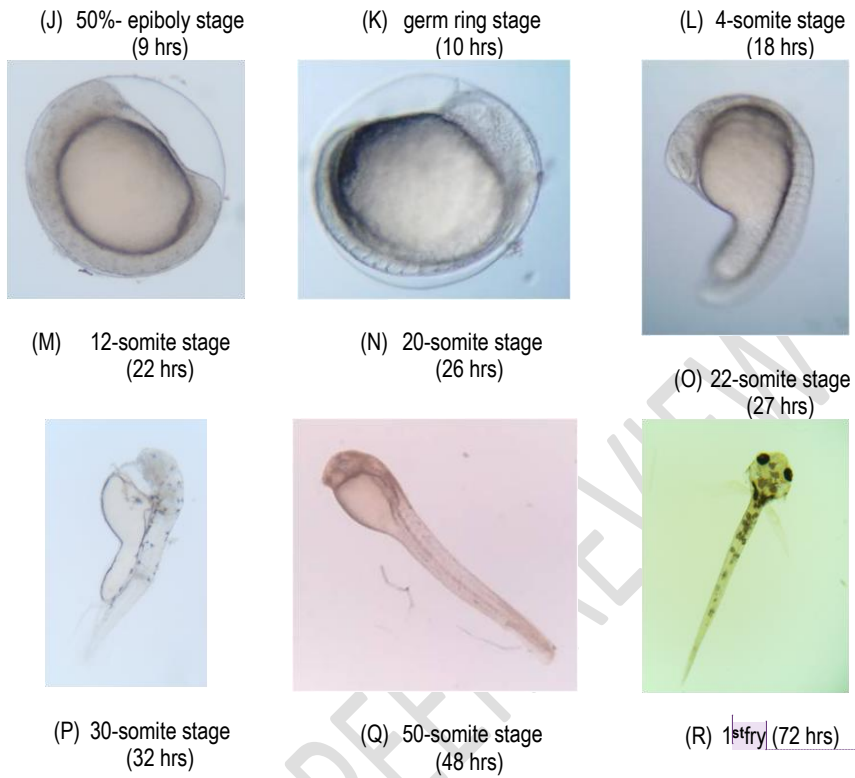 (J) 50%- epiboly stage
(9 hrs)
(K) germ ring stage
(10 hrs)
(L) 4-somite stage
(18 hrs)
(M) 12-somite stage
(22 hrs)
(N) 20-somite stage
(26 hrs)
(O) 22-somite stage
(27 hrs)
(P) 30-somite stage
(32 hrs)
(Q) 50-somite stage
(48 hrs)
(R) 1stfry (72 hrs)